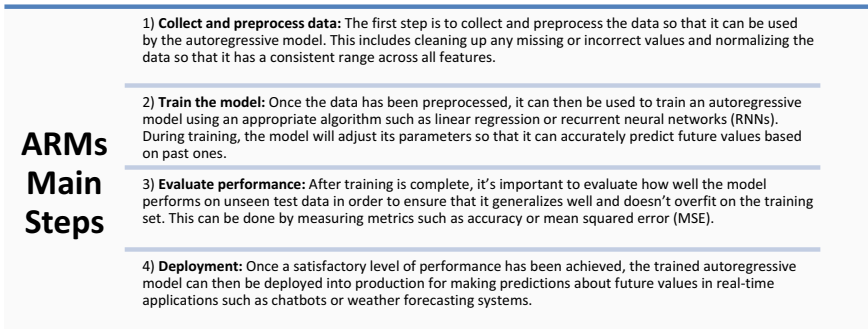 ARMs
Main
Steps
1) Collect and preprocess data: The first step is to collect and preprocess the data so that it can be used
by the autoregressive model. This includes cleaning up any missing or incorrect values and normalizing the
data so that it has a consistent range across all features.
2) Train the model: Once the data has been preprocessed, it can then be used to train an autoregressive
model using an appropriate algorithm such as linear regression or recurrent neural networks (RNNs).
During training, the model will adjust its parameters so that it can accurately predict future values based
on past ones.
3) Evaluate performance: After training is complete, it’s important to evaluate how well the model
performs on unseen test data in order to ensure that it generalizes well and doesn’t overfit on the training
set. This can be done by measuring metrics such as accuracy or mean squared error (MSE).
4) Deployment: Once a satisfactory level of performance has been achieved, the trained autoregressive
model can then be deployed into production for making predictions about future values in real-time
applications such as chatbots or weather forecasting systems.